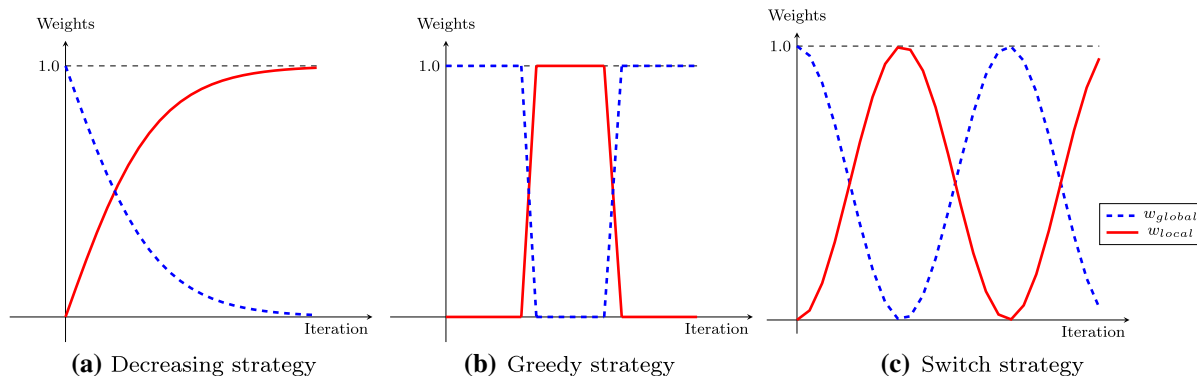 Weights
1.0
Iteration
(a) Decreasing strategy
Weights
1.0
Iteration
(b) Greedy strategy
Weights
1.0
Iteration
(c) Switch strategy
w_global
w_local